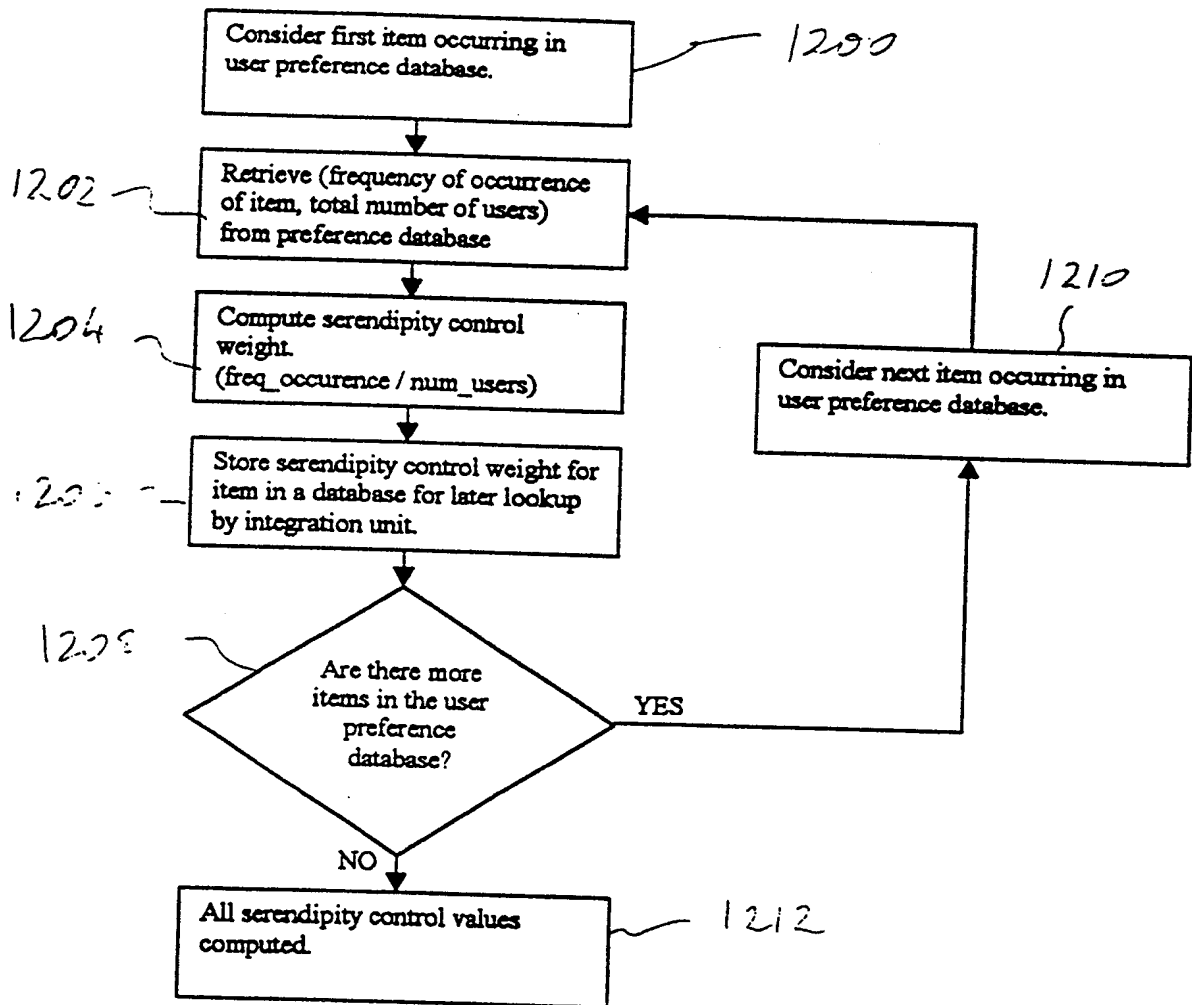 Consider first item occurring in
user preference database.
1200
1202
Retrieve (frequency of occurrence
of item, total number of users)
from preference database
1204
Compute serendipity control
weight.
(freq_occurence / num_users)
1210
Consider next item occurring in
user preference database.
Store serendipity control weight for
item in a database for later lookup
by integration unit.
Are there more
items in the user
preference
database?
YES
NO
All serendipity control values
computed.
1212